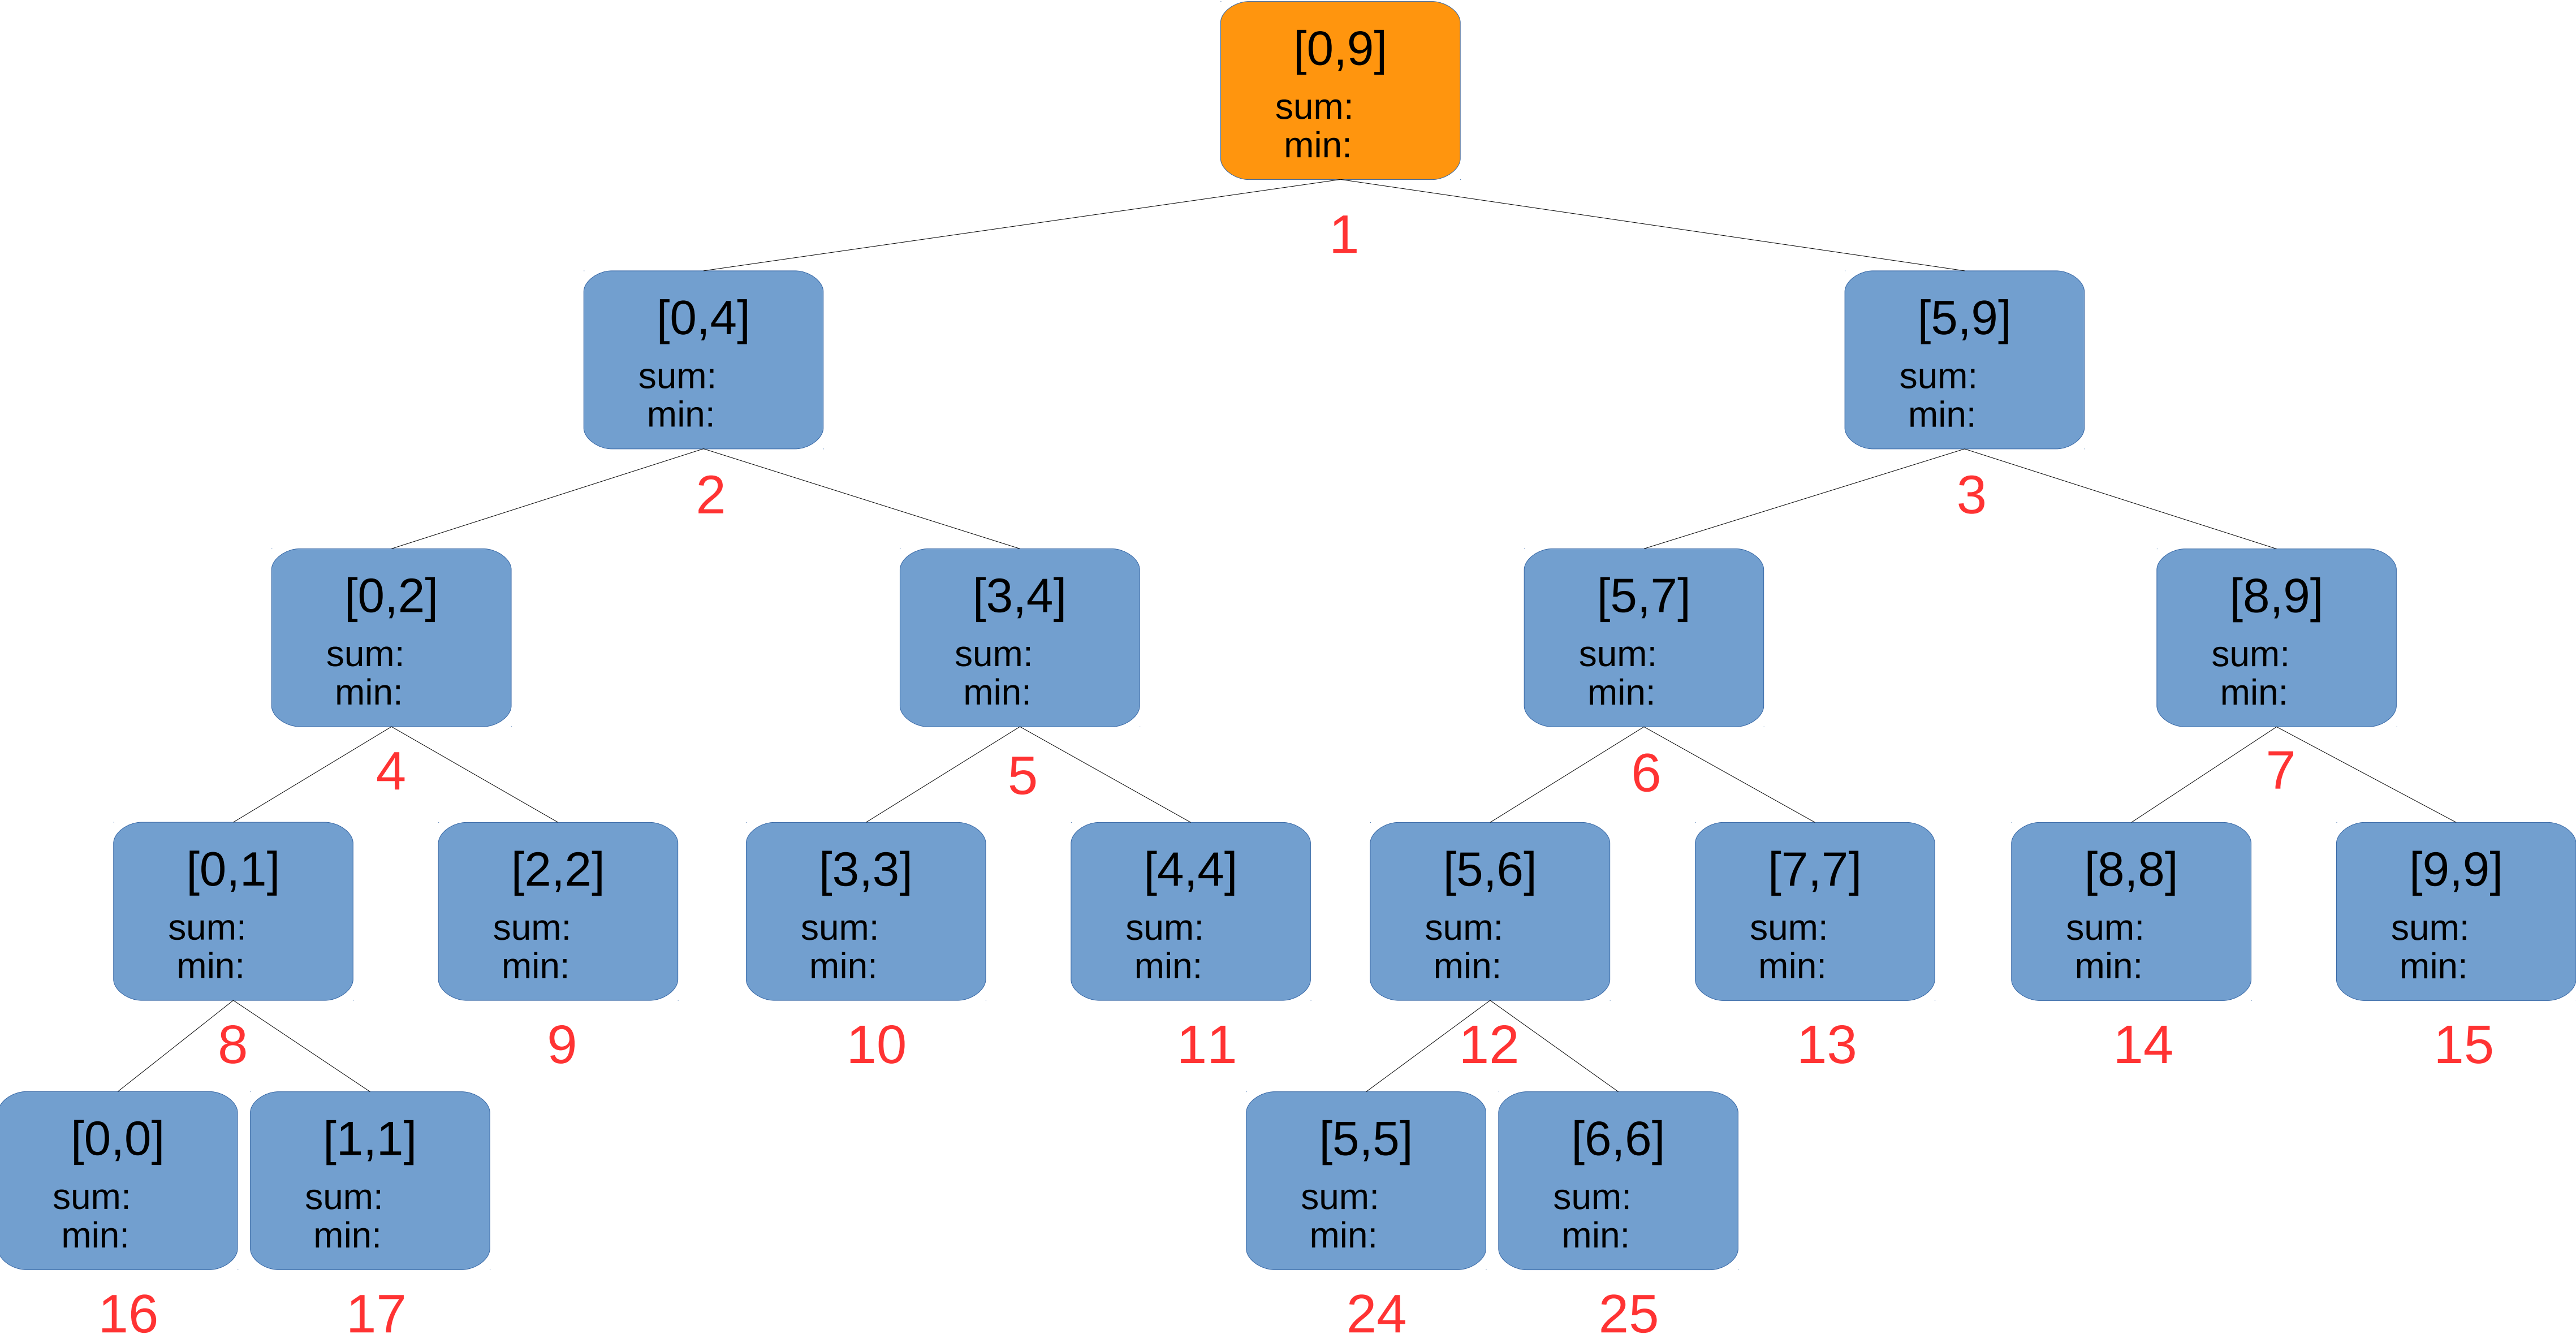 [0,9]
sum:
min:
1
[0,4]
sum:
min:
[5,9]
sum:
min:
2
3
[0,2]
sum:
min:
[3,4]
sum:
min:
[5,7]
sum:
min:
[8,9]
sum:
min:
4
5
6
7
[0,1]
sum:
min:
[2,2]
sum:
min:
[3,3]
sum:
min:
[4,4]
sum:
min:
[5,6]
sum:
min:
[7,7]
sum:
min:
[8,8]
sum:
min:
[9,9]
sum:
min:
8
9
10
11
12
13
14
15
[0,0]
sum:
min:
[1,1]
sum:
min:
[5,5]
sum:
min:
[6,6]
sum:
min:
16
17
24
25